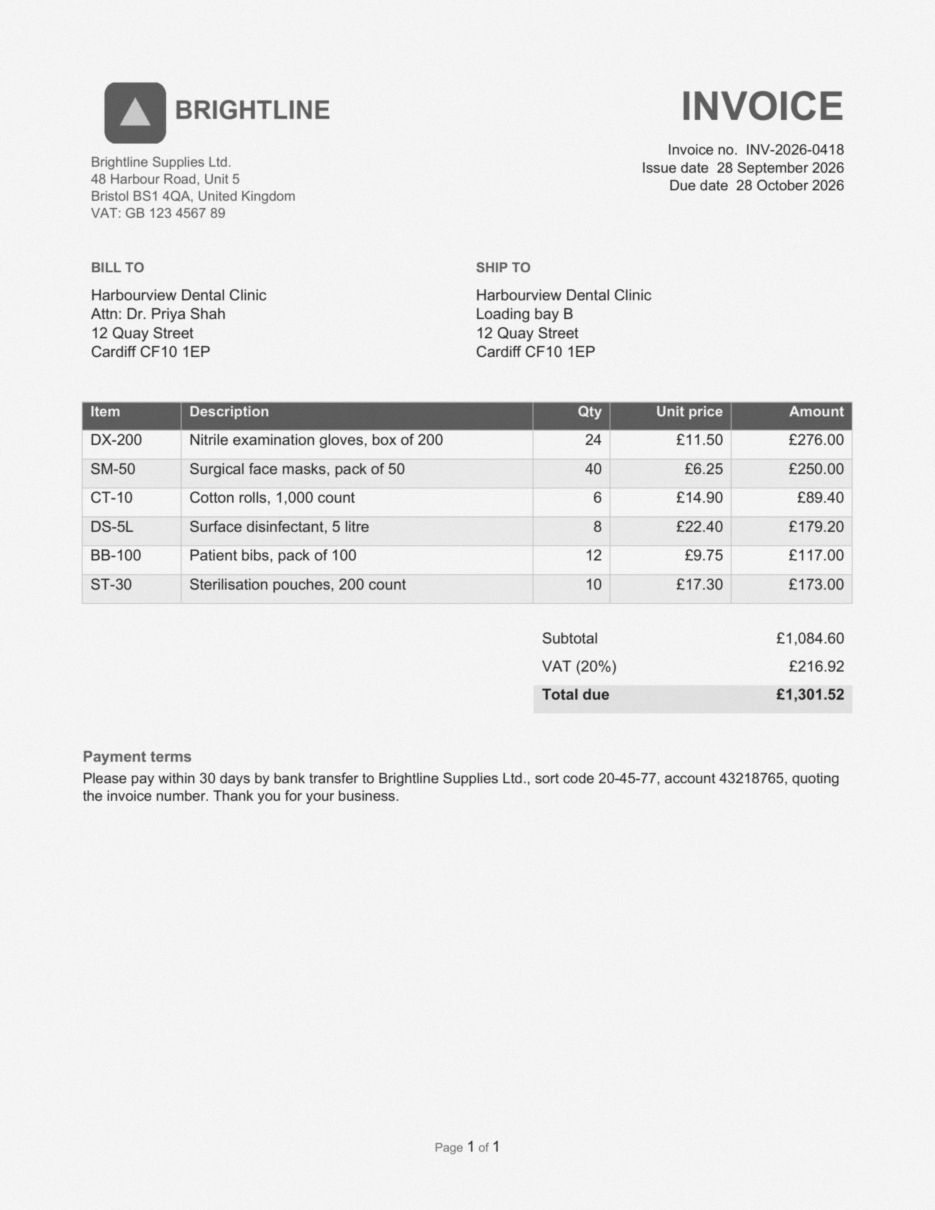 BRIGHTLINE
Brightline Supplies Ltd.
48 Harbour Road, Unit 5
Bristol BS1 4QA, United Kingdom
VAT: GB 123 4567 89
INVOICE
Invoice no. INV-2026-0418
Issue date 28 September 2026
Due date 28 October 2026
BILL TO
Harbourview Dental Clinic
Attn: Dr. Priya Shah
12 Quay Street
Cardiff CF10 1EP
SHIP TO
Harbourview Dental Clinic
Loading bay B
12 Quay Street
Cardiff CF10 1EP
Item Description Qty Unit price Amount
DX-200 Nitrile examination gloves, box of 200 24 £11.50 £276.00
SM-50 Surgical face masks, pack of 50 40 £6.25 £250.00
CT-10 Cotton rolls, 1,000 count 6 £14.90 £89.40
DS-5L Surface disinfectant, 5 litre 8 £22.40 £179.20
BB-100 Patient bibs, pack of 100 12 £9.75 £117.00
ST-30 Sterilisation pouches, 200 count 10 £17.30 £173.00
Subtotal £1,084.60
VAT (20%) £216.92
Total due £1,301.52
Payment terms
Please pay within 30 days by bank transfer to Brightline Supplies Ltd., sort code 20-45-77, account 43218765, quoting
the invoice number. Thank you for your business.
Page 1 of 1